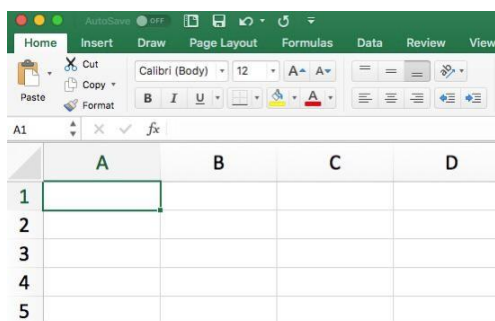 AutoSave OFF
Home Insert Draw Page Layout Formulas Data Review View
Cut
Calibri (Body) 12 A A
Copy
Paste
Format
B I U A
A1 fx
A B C D
1
2
3
4
5